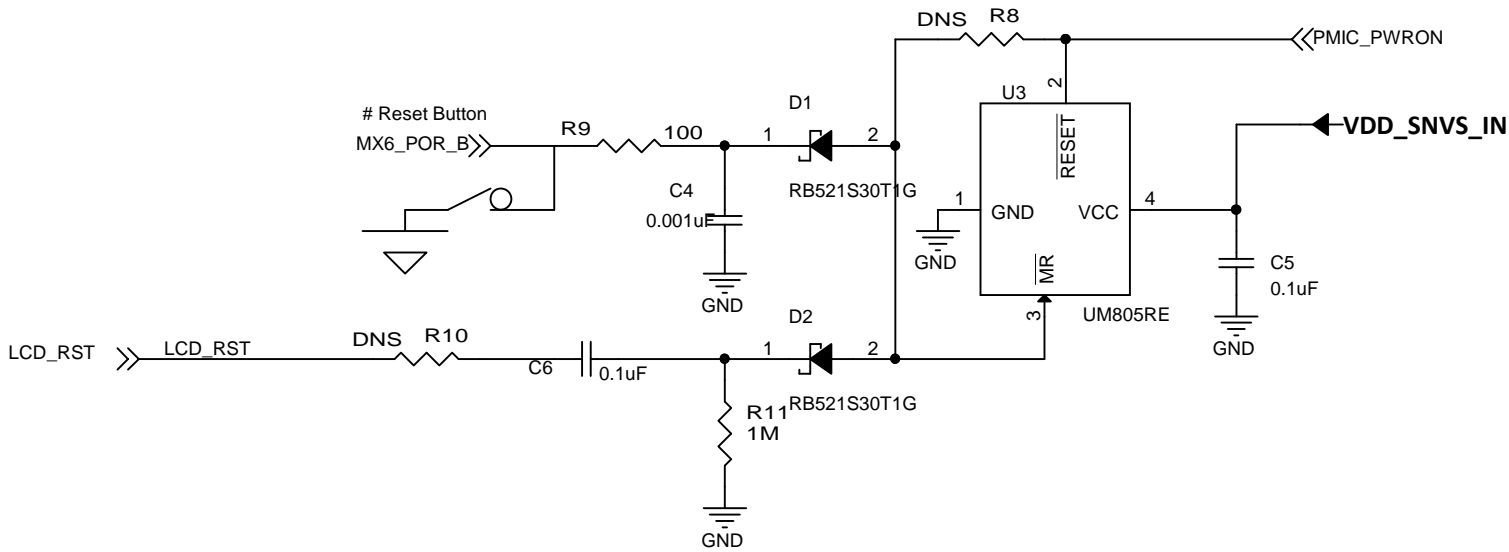 DNS R8
PMIC_PWRON
U3
2
D1
# Reset Button
MX6_POR_B
R9 100
1 2
RB521S30T1G
RESET
VDD_SNVS_IN
C4
0.001uF
1 GND VCC 4
GND
GND
MR
3
C5
0.1uF
UM805RE
GND
D2
LCD_RST LCD_RST
DNS R10
C6 0.1uF
1 2
RB521S30T1G
R11
1M
GND